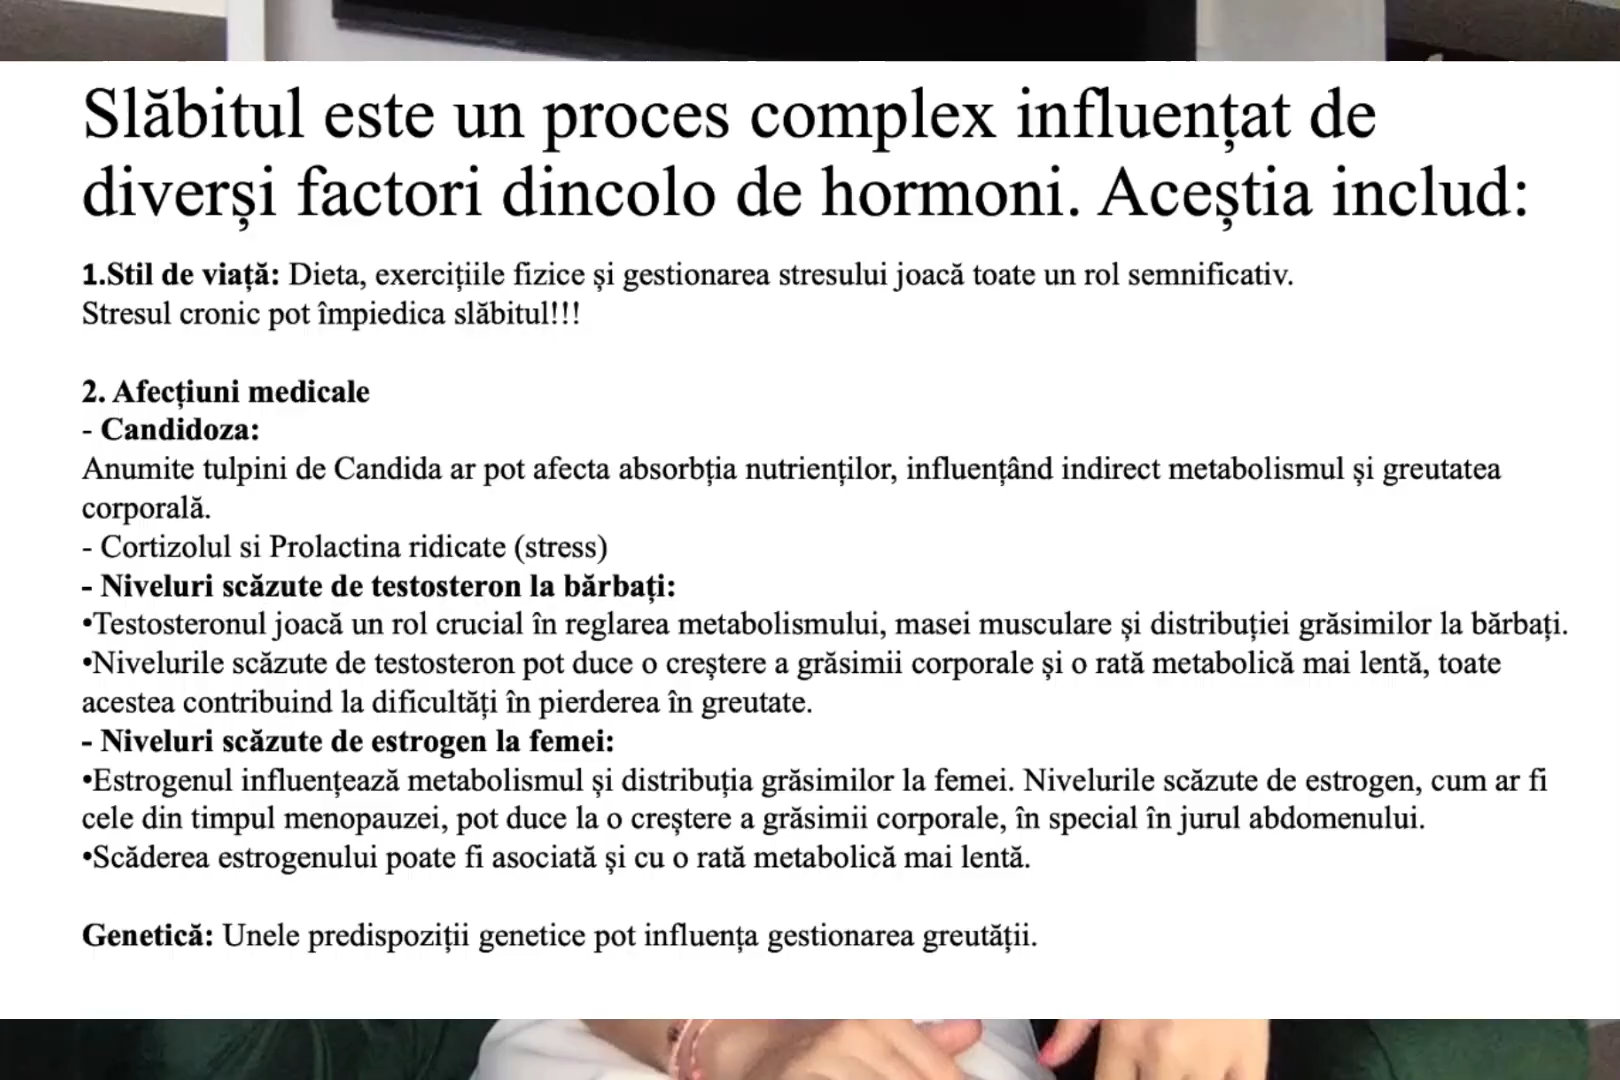 Slăbitul este un proces complex influențat de
diverși factori dincolo de hormoni. Aceștia includ:
1.Stil de viață: Dieta, exercițiile fizice și gestionarea stresului joacă toate un rol semnificativ.
Stresul cronic pot împiedica slăbitul!!!
2. Afecțiuni medicale
- Candidoza:
Anumite tulpini de Candida ar pot afecta absorbția nutrienților, influențând indirect metabolismul și greutatea
corporală.
- Cortizolul si Prolactina ridicate (stress)
- Niveluri scăzute de testosteron la bărbați:
•Testosteronul joacă un rol crucial în reglarea metabolismului, masei musculare și distribuției grăsimilor la bărbați.
•Nivelurile scăzute de testosteron pot duce o creștere a grăsimii corporale și o rată metabolică mai lentă, toate
acestea contribuind la dificultăți în pierderea în greutate.
- Niveluri scăzute de estrogen la femei:
•Estrogenul influențează metabolismul și distribuția grăsimilor la femei. Nivelurile scăzute de estrogen, cum ar fi
cele din timpul menopauzei, pot duce la o creștere a grăsimii corporale, în special în jurul abdomenului.
•Scăderea estrogenului poate fi asociată și cu o rată metabolică mai lentă.
Genetică: Unele predispoziții genetice pot influența gestionarea greutății.